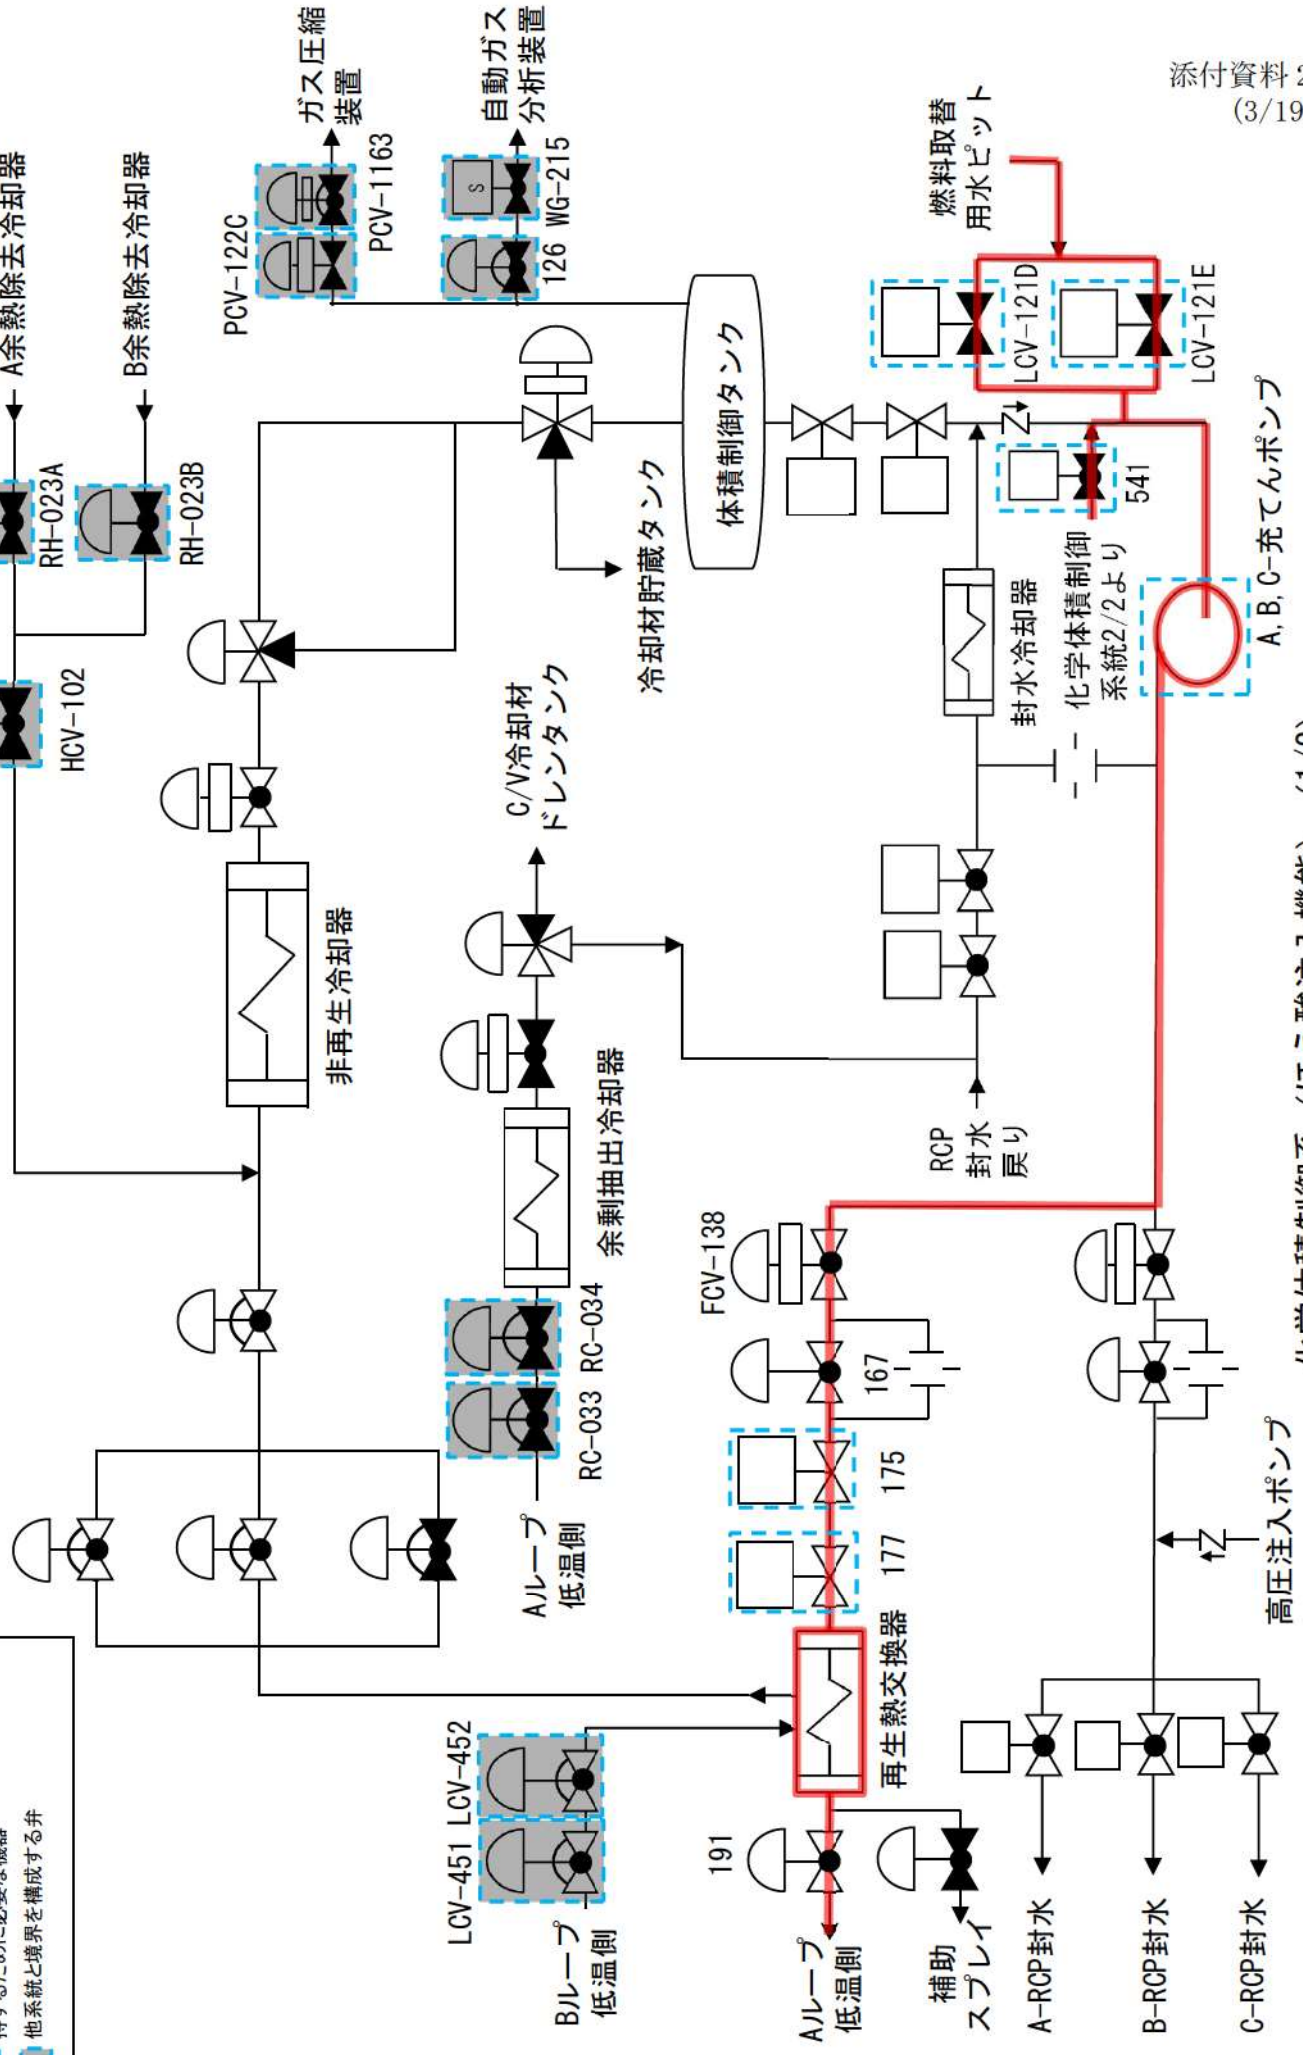 添付資料2
(3/19
A余熱除去冷却器
B余熱除去冷却器
RH-023A
RH-023B
HCV-102
ガス圧縮
装置
PCV-122C
PCV-1163
自動ガス
分析装置
S
126
WG-215
体積制御タンク
冷却材貯蔵タンク
燃料取替
用水ピット
LCV-121D
LCV-121E
541
化学体積制御
系統2/2より
A,B,C-充てんポンプ
封水冷却器
C/V冷却材
ドレンタンク
非再生冷却器
余剰抽出冷却器
RC-034
RC-033
Aループ
低温側
RCP
封水
戻り
FCV-138
167
175
177
再生熱交換器
LCV-452
LCV-451
Bループ
低温側
191
Aループ
低温側
補助
スプレイ
高圧注入ポンプ
A-RCP封水
B-RCP封水
C-RCP封水
他系統と境界を構成する弁